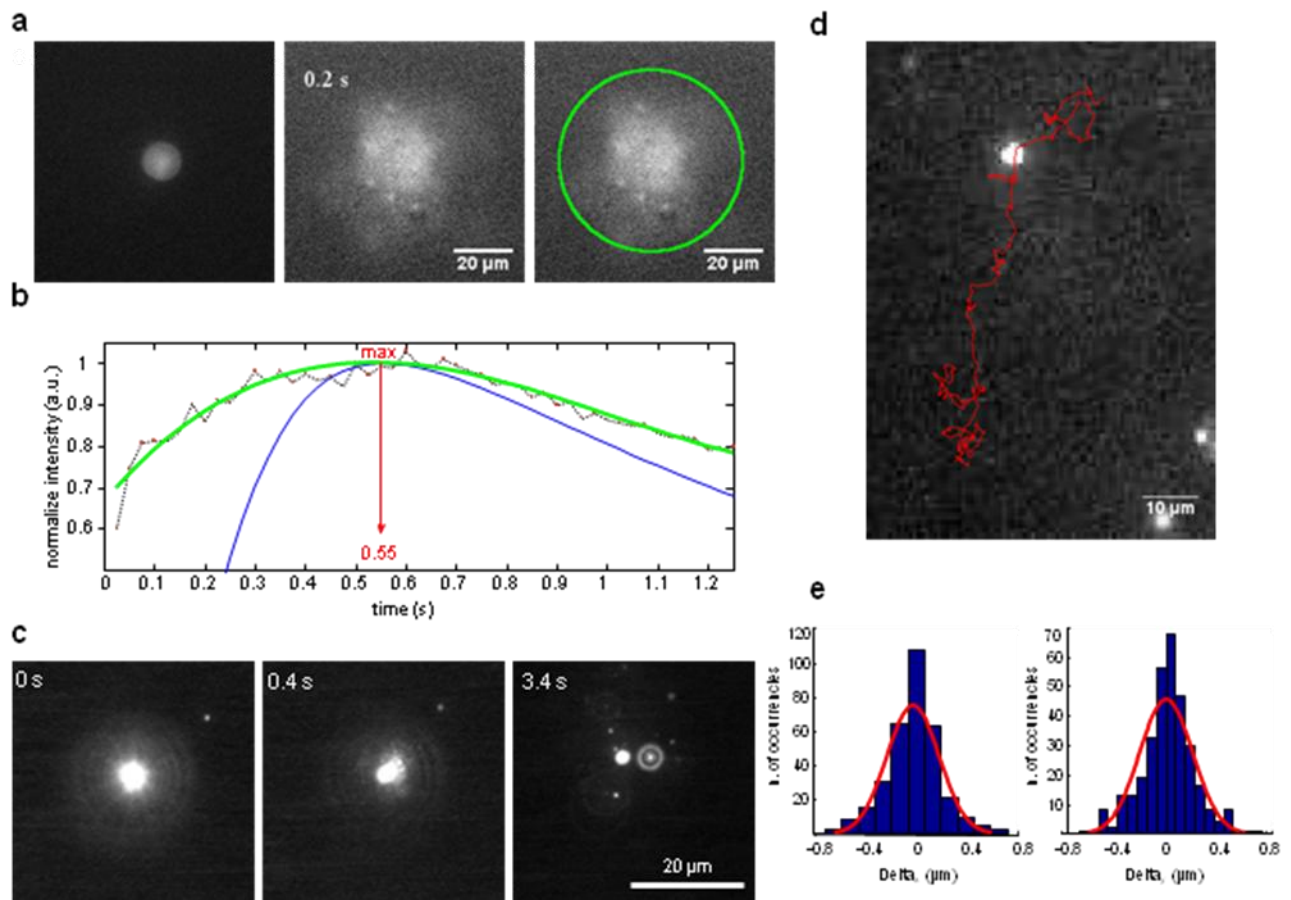 a
0.2 s
20 µm
20 µm
b
normalize intensity (a.u.)
1
0.9
0.8
0.7
0.6
max
0.55
0
0.1
0.2
0.3
0.4
0.5
0.6
0.7
0.8
0.9
1
1.1
1.2
time (s)
c
0 s
0.4 s
3.4 s
20 µm
d
10 µm
e
n. of occurrencies
120
100
80
60
40
20
-0.8
-0.4
0
0.4
0.8
(µm)
n. of occurrencies
70
60
50
40
30
20
10
-0.8
-0.4
0
0.4
0.8
(µm)